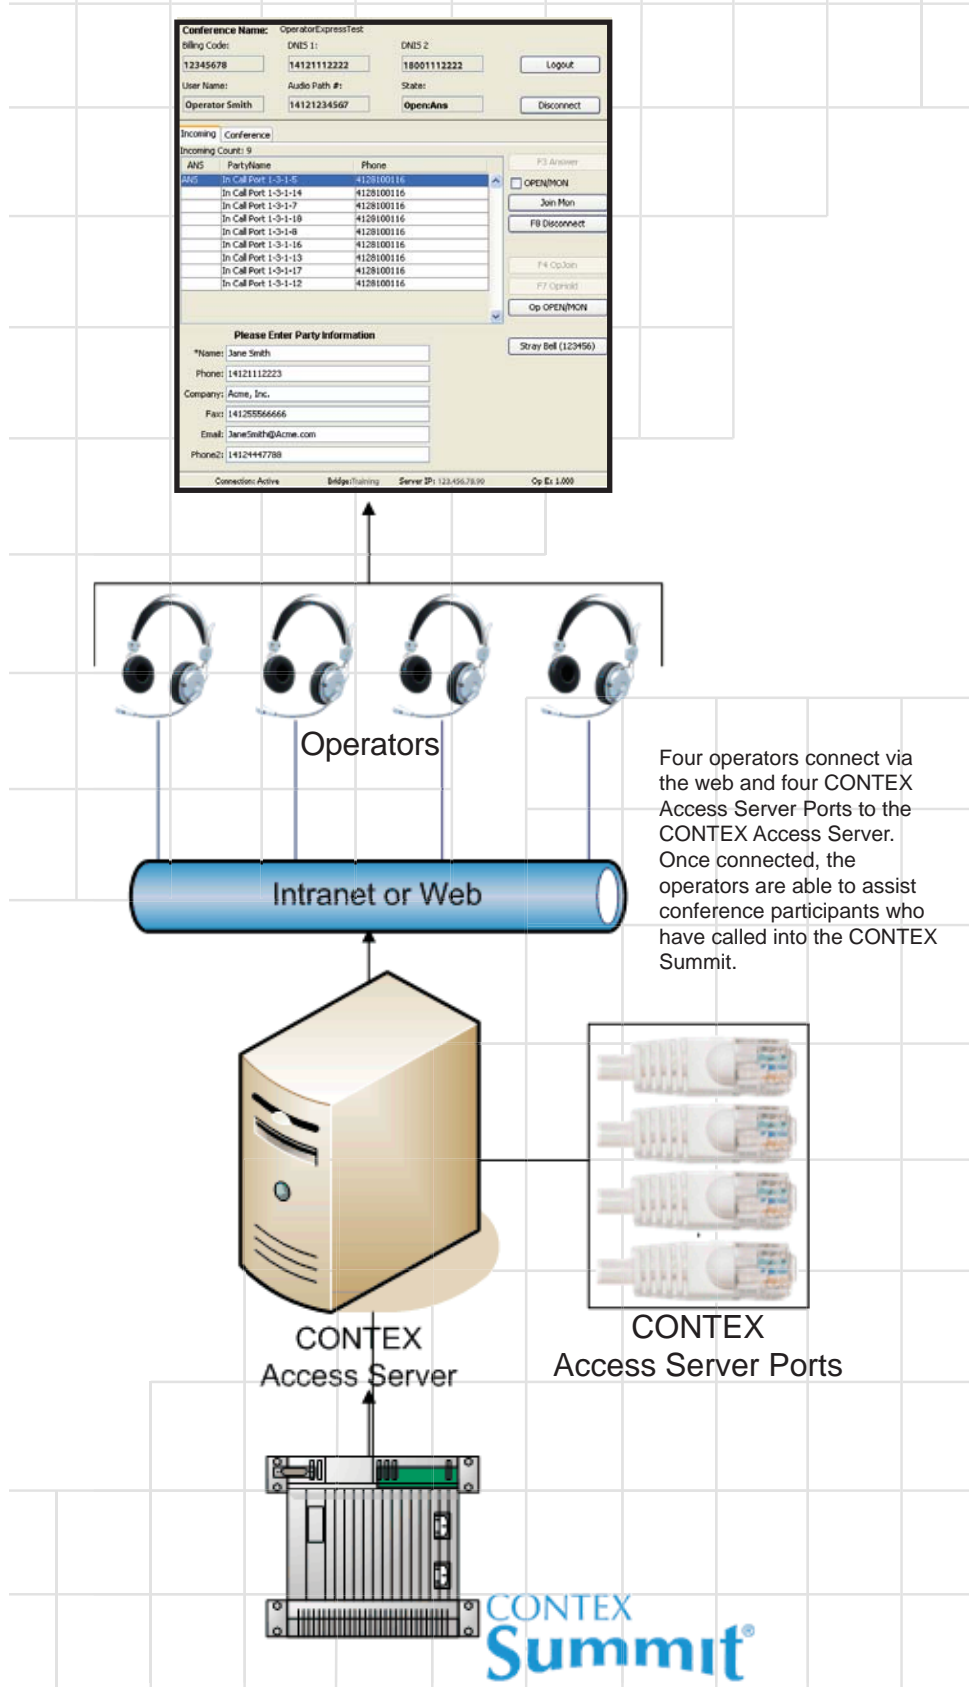 Conference Name: OperatorExpressTest
Billing Code: DNIS 1: DNIS 2
12345678 14121112222 18001112222 Logout
User Name: Audio Path #: State:
Operator Smith 14121234567 Open:Ans Disconnect
Incoming Conference
Incoming Count: 9
ANS PartyName Phone F3 Answer
ANS In Call Port 1-3-1-5 4128100116 OPEN/MON
In Call Port 1-3-1-14 4128100116
In Call Port 1-3-1-7 4128100116 Join Mon
In Call Port 1-3-1-18 4128100116 F8 Disconnect
In Call Port 1-3-1-8 4128100116
In Call Port 1-3-1-16 4128100116
In Call Port 1-3-1-13 4128100116 F4 OpJoin
In Call Port 1-3-1-17 4128100116
In Call Port 1-3-1-12 4128100116 F7 OpHold
Op OPEN/MON
Please Enter Party Information
Stray Bell (123456)
*Name: Jane Smith
Phone: 14121112223
Company: Acme, Inc.
Fax: 141255566666
Email: JaneSmith@Acme.com
Phone2: 14124447788
Connection: Active Bridge:Training Server IP: 123.456.78.90 Op E: 1.000
Operators
Four operators connect via
the web and four CONTEX
Access Server Ports to the
CONTEX Access Server.
Once connected, the
operators are able to assist
conference participants who
have called into the CONTEX
Summit.
Intranet or Web
CONTEX
Access Server
CONTEX
Access Server Ports
CONTEX
Summit®